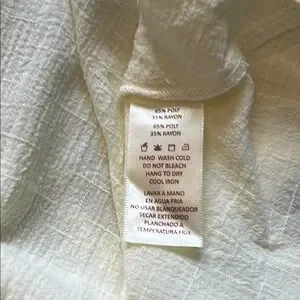 65% POLY
35% RAYON
65% POLY
35% RAYON
HAND WASH COLD
DO NOT BLEACH
HANG TO DRY
COOL IRON
LAVAR A MANO
EN AGUA FRIA
NO USAR BLANQUEADOR
SECAR EXTENDIDO
PLANCHADO A
TEMPERATURA FRIA